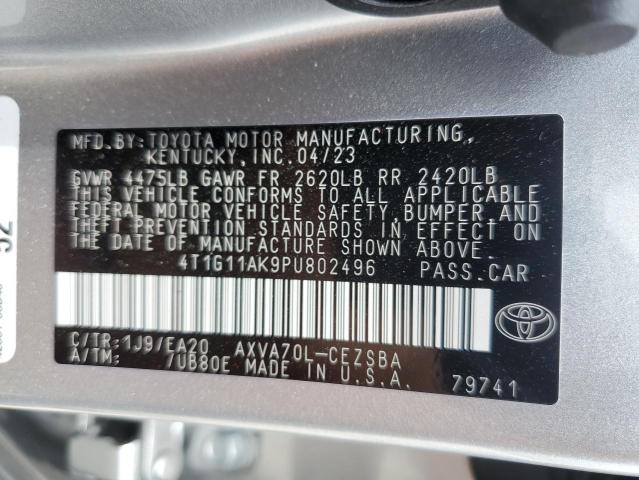 MFD.BY:TOYOTA MOTOR MANUFACTURING,
KENTUCKY,INC.04/23
GVWR 4475LB GAWR FR 2620LB RR 2420LB
THIS VEHICLE CONFORMS TO ALL APPLICABLE
FEDERAL MOTOR VEHICLE SAFETY,BUMPER,AND
THEFT PREVENTION STANDARDS IN EFFECT ON
THE DATE OF MANUFACTURE SHOWN ABOVE.
4T1G11AK9PU802496 PASS.CAR
C/TR:1J9/EA20 AXVA70L-CEZSBA
A/TM: 7UB80E MADE IN U.S.A.
79741
52